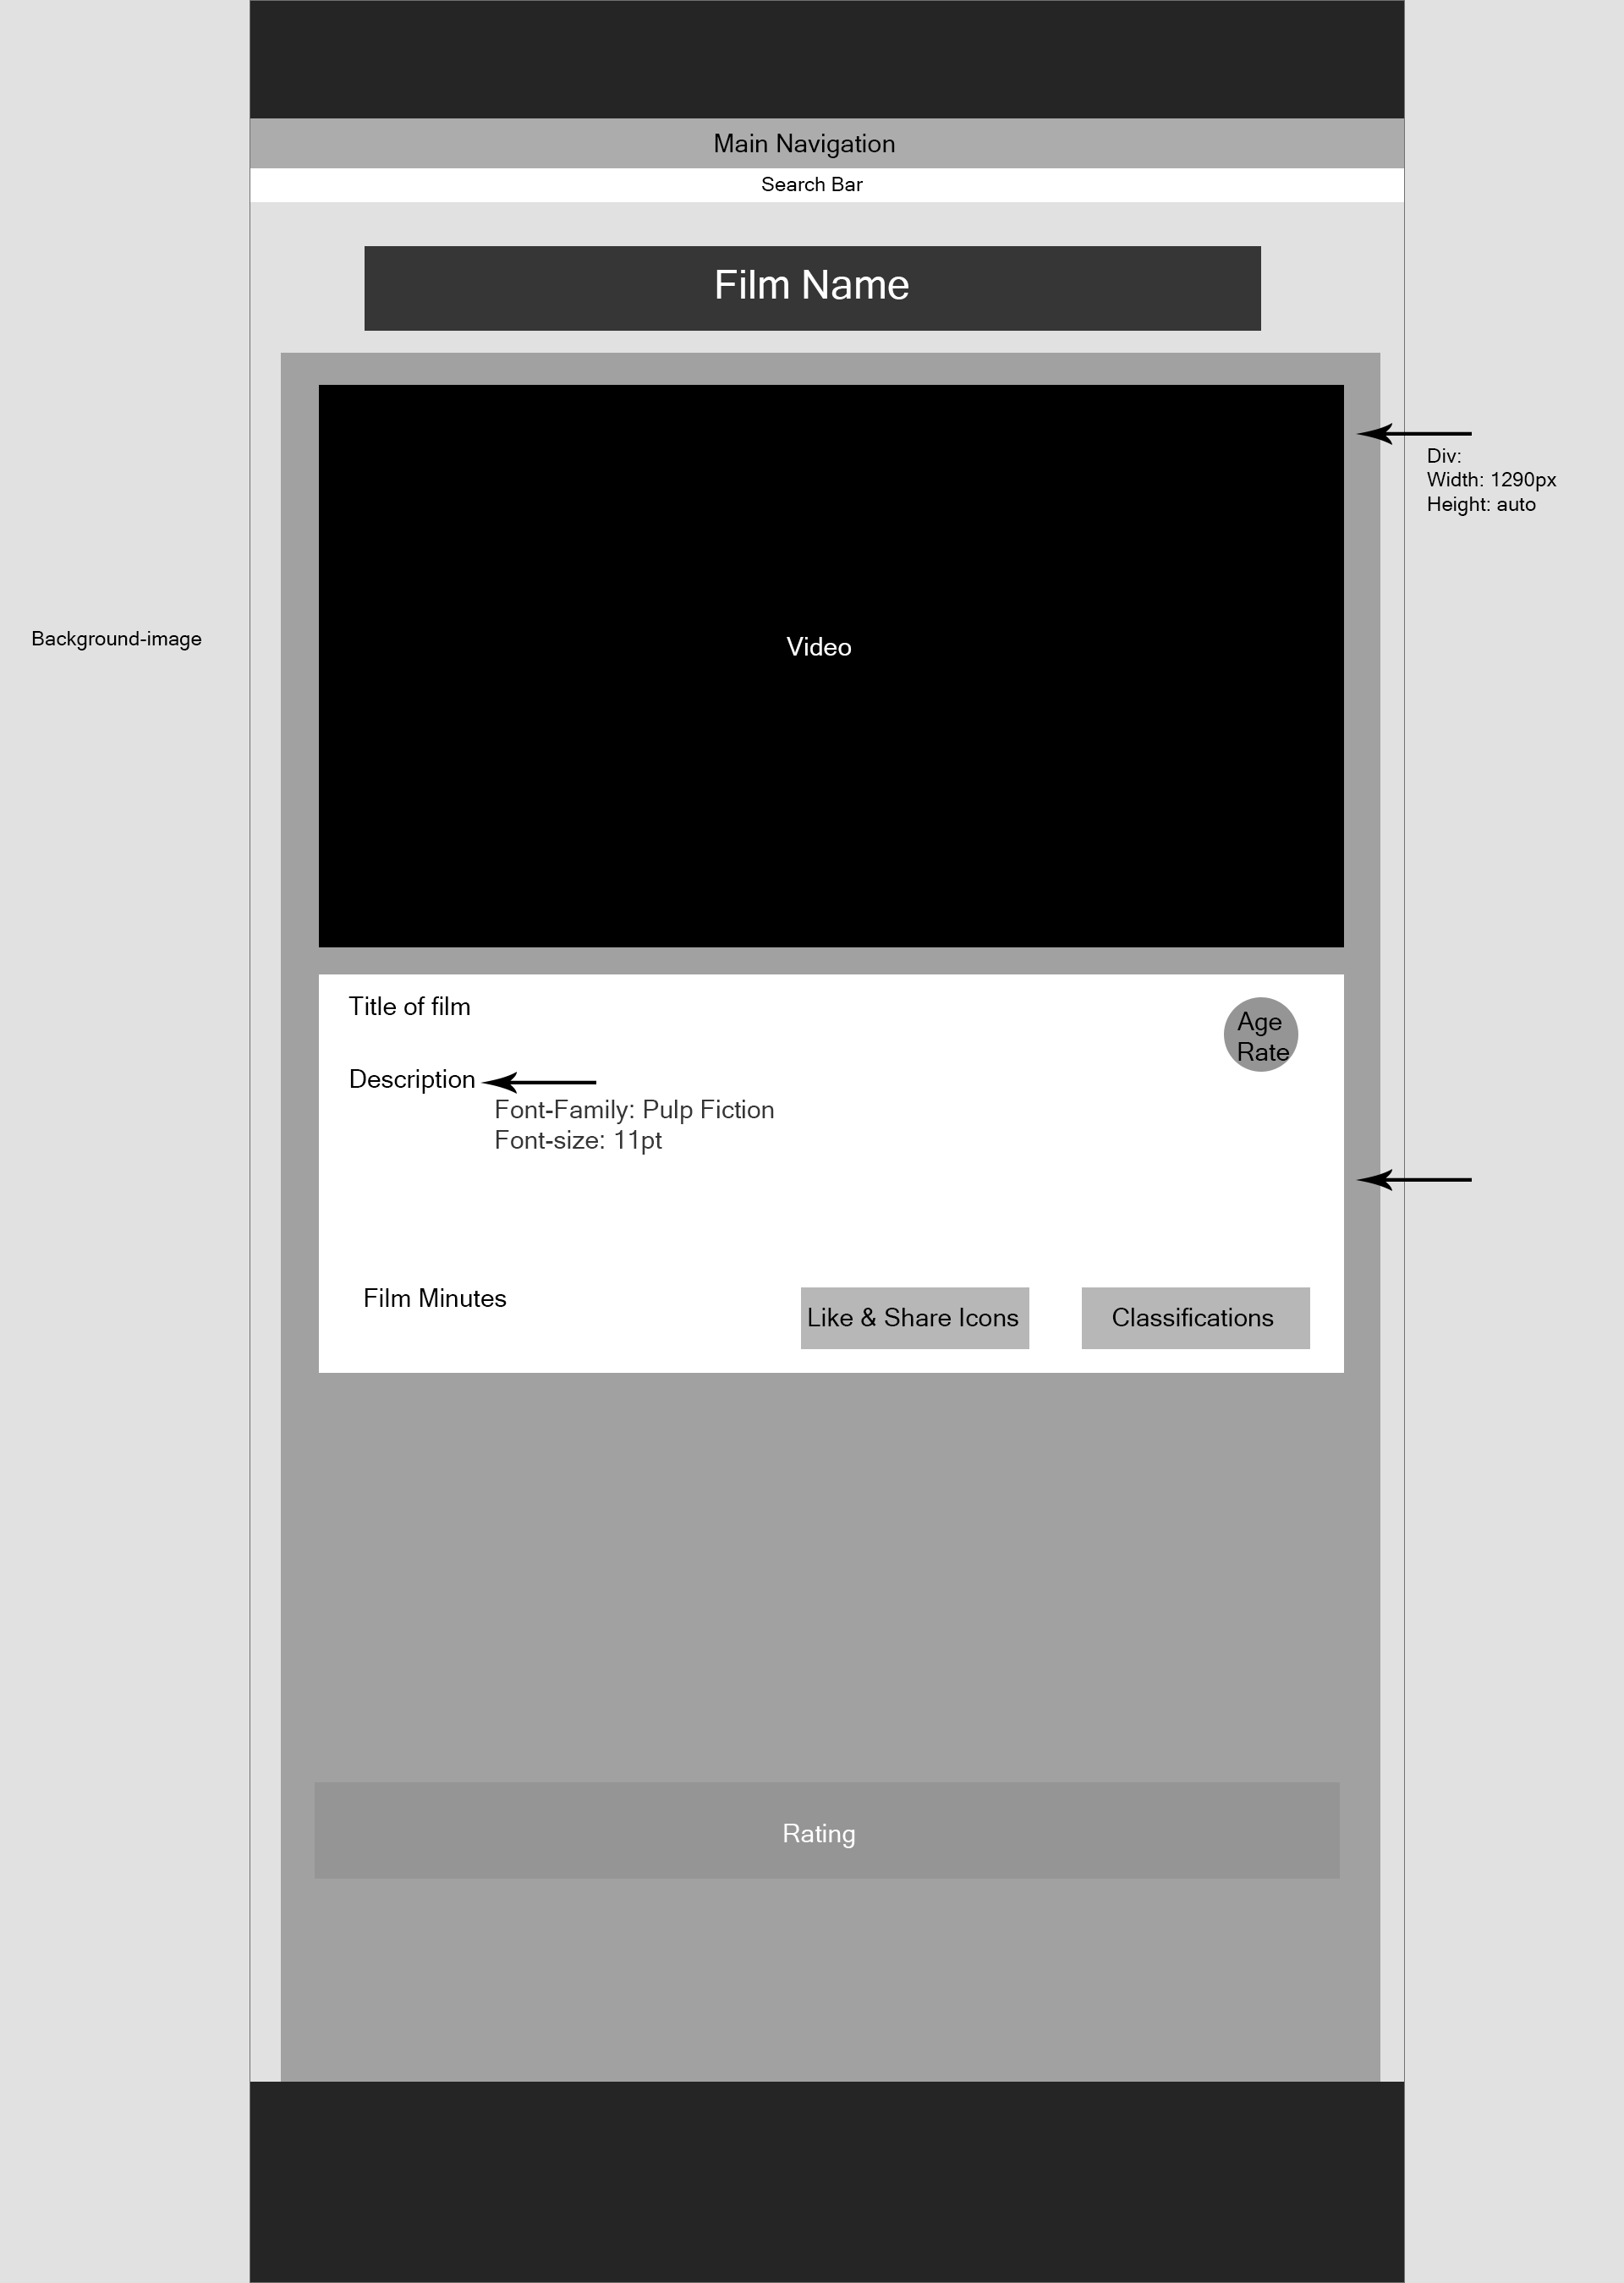 Main Navigation
Search Bar
Film Name
Div:
Width: 1290px
Height: auto
Background-image
Video
Title of film
Age
Rate
Description
Font-Family: Pulp Fiction
Font-size: 11pt
Film Minutes
Like & Share Icons
Classifications
Rating